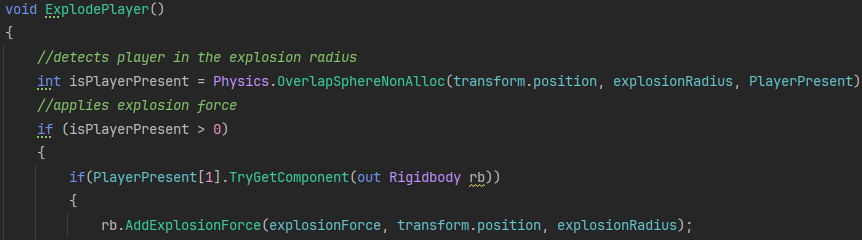 void ExplodePlayer()
{
//detects player in the explosion radius
int isPlayerPresent = Physics.OverlapSphereNonAlloc(transform.position, explosionRadius, PlayerPresent)
//applies explosion force
if (isPlayerPresent > 0)
{
if(PlayerPresent[1].TryGetComponent(out Rigidbody rb))
{
rb.AddExplosionForce(explosionForce, transform.position, explosionRadius);